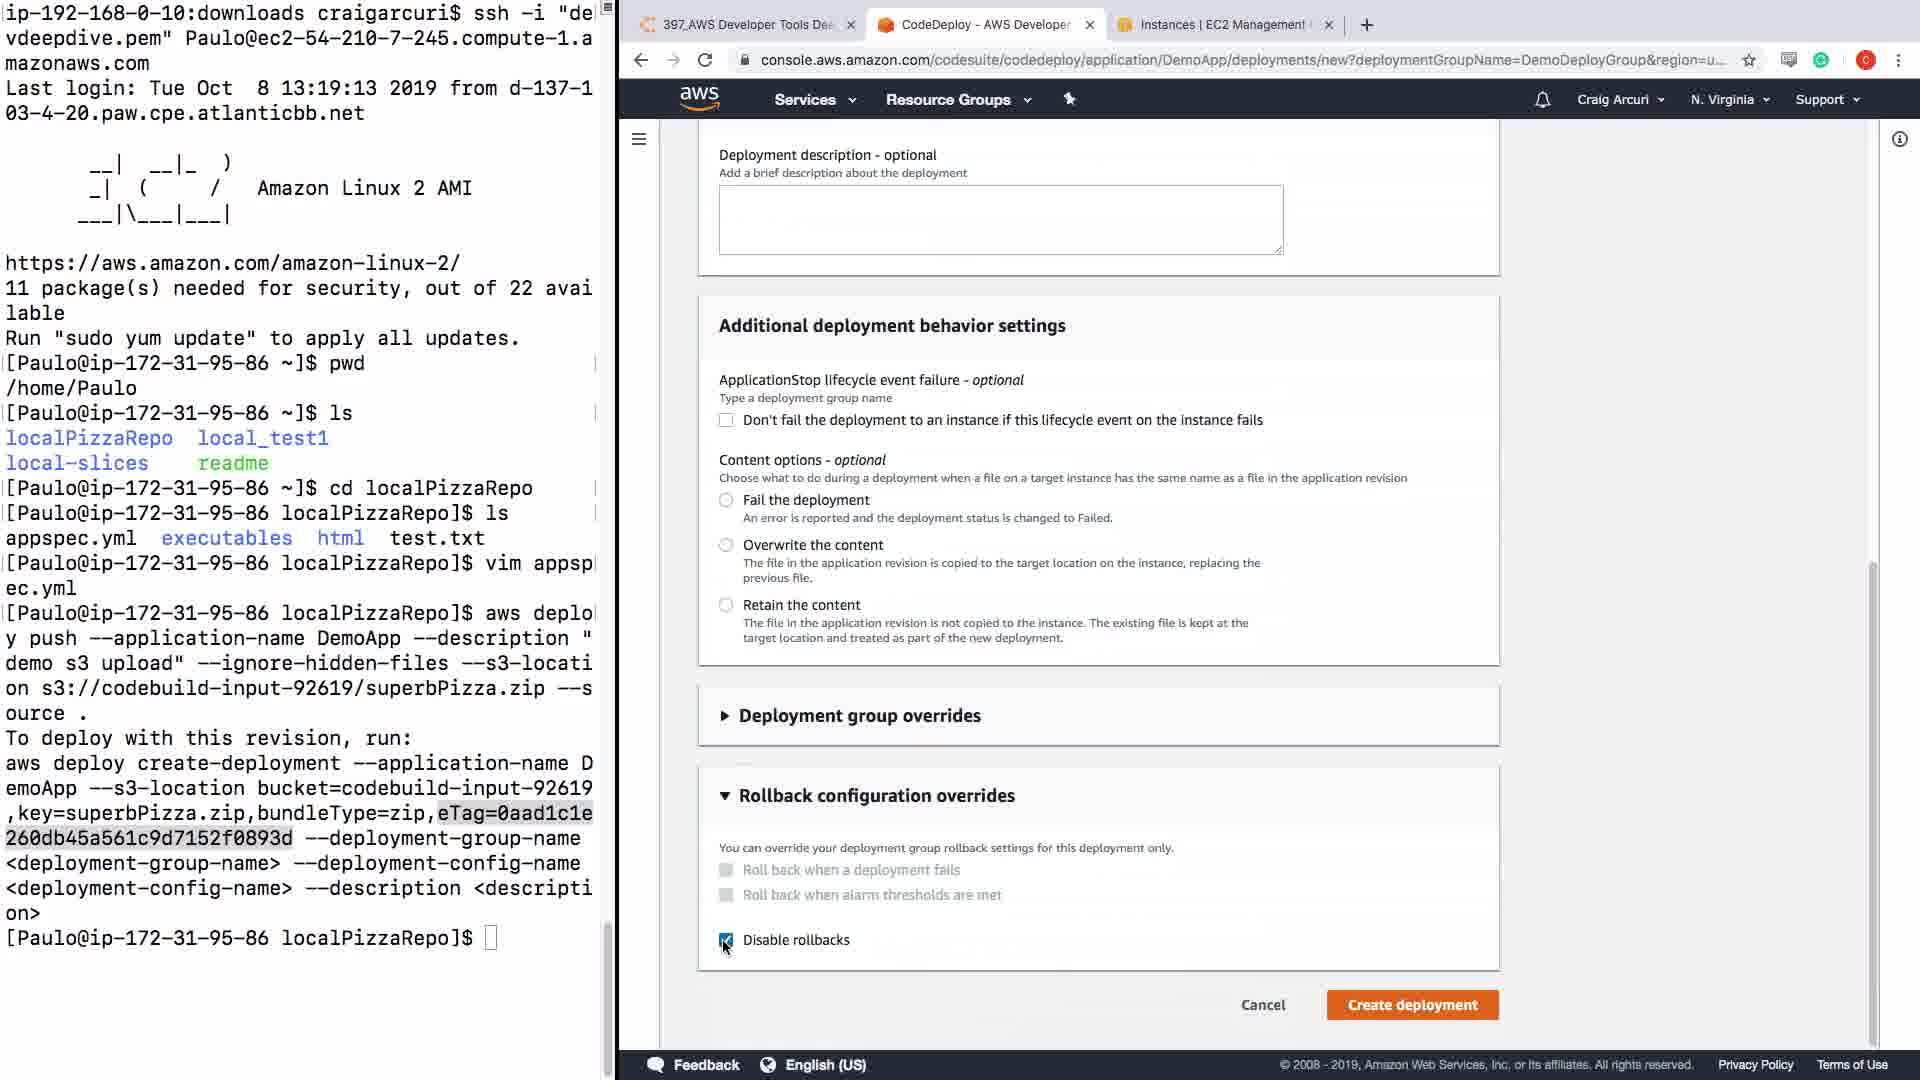 ip-192-168-0-10:downloads craigarcuri$ ssh -i "de
vdeepdive.pem" Paulo@ec2-54-210-7-245.compute-1.a
mazonaws.com
Last login: Tue Oct  8 13:19:13 2019 from d-137-1
03-4-20.paw.cpe.atlanticbb.net
__|  __|_  )
_|  (     /   Amazon Linux 2 AMI
___|\___|___|
https://aws.amazon.com/amazon-linux-2/
11 package(s) needed for security, out of 22 avai
lable
Run "sudo yum update" to apply all updates.
[Paulo@ip-172-31-95-86 ~]$ pwd
/home/Paulo
[Paulo@ip-172-31-95-86 ~]$ ls
localPizzaRepo  local_test1
local-slices    readme
[Paulo@ip-172-31-95-86 ~]$ cd localPizzaRepo
[Paulo@ip-172-31-95-86 localPizzaRepo]$ ls
appspec.yml  executables  html  test.txt
[Paulo@ip-172-31-95-86 localPizzaRepo]$ vim appsp
ec.yml
[Paulo@ip-172-31-95-86 localPizzaRepo]$ aws deplo
y push --application-name DemoApp --description "
demo s3 upload" --ignore-hidden-files --s3-locati
on s3://codebuild-input-92619/superbPizza.zip --s
ource .
To deploy with this revision, run:
aws deploy create-deployment --application-name D
emoApp --s3-location bucket=codebuild-input-92619
,key=superbPizza.zip,bundleType=zip,eTag=0aad1c1e
260db45a561c9d7152f0893d --deployment-group-name
<deployment-group-name> --deployment-config-name
<deployment-config-name> --description <descripti
on>
[Paulo@ip-172-31-95-86 localPizzaRepo]$
397_AWS Developer Tools Dee
CodeDeploy - AWS Developer
Instances | EC2 Management
console.aws.amazon.com/codesuite/codedeploy/application/DemoApp/deployments/new?deploymentGroupName=DemoDeployGroup&region=u...
C
aws
Services
Resource Groups
Craig Arcuri
N. Virginia
Support
Deployment description - optional
Add a brief description about the deployment
Additional deployment behavior settings
ApplicationStop lifecycle event failure - optional
Type a deployment group name
Don't fail the deployment to an instance if this lifecycle event on the instance fails
Content options - optional
Choose what to do during a deployment when a file on a target instance has the same name as a file in the application revision
Fail the deployment
An error is reported and the deployment status is changed to Failed.
Overwrite the content
The file in the application revision is copied to the target location on the instance, replacing the
previous file.
Retain the content
The file in the application revision is not copied to the instance. The existing file is kept at the
target location and treated as part of the new deployment.
Deployment group overrides
Rollback configuration overrides
You can override your deployment group rollback settings for this deployment only.
Roll back when a deployment fails
Roll back when alarm thresholds are met
Disable rollbacks
Cancel
Create deployment
Feedback
English (US)
© 2008 - 2019, Amazon Web Services, Inc. or its affiliates. All rights reserved.
Privacy Policy
Terms of Use